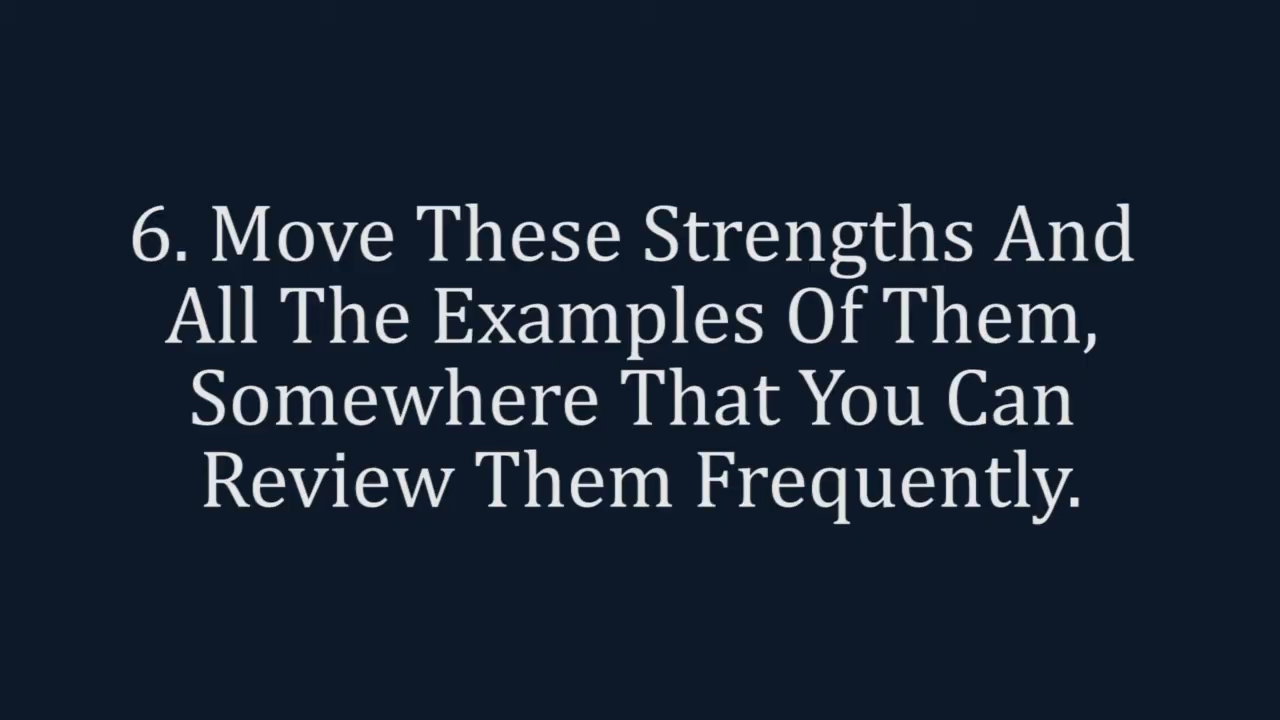 6. Move These Strengths And
All The Examples Of Them,
Somewhere That You Can
Review Them Frequently.